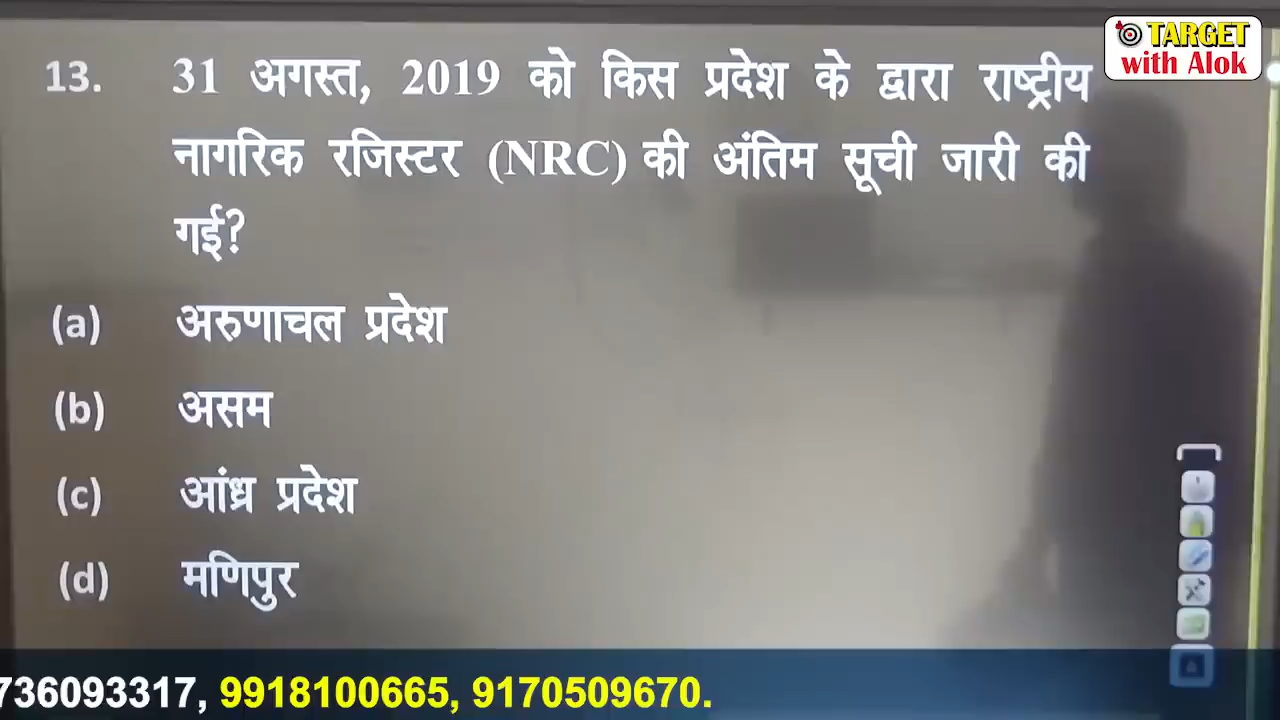 TARGET
with Alok
13. 31 अगस्त, 2019 को किस प्रदेश के द्वारा राष्ट्रीय
नागरिक रजिस्टर (NRC) की अंतिम सूची जारी की
गई?
(a) अरुणाचल प्रदेश
(b) असम
(c) आंध्र प्रदेश
(d) मणिपुर
736093317, 9918100665, 9170509670.